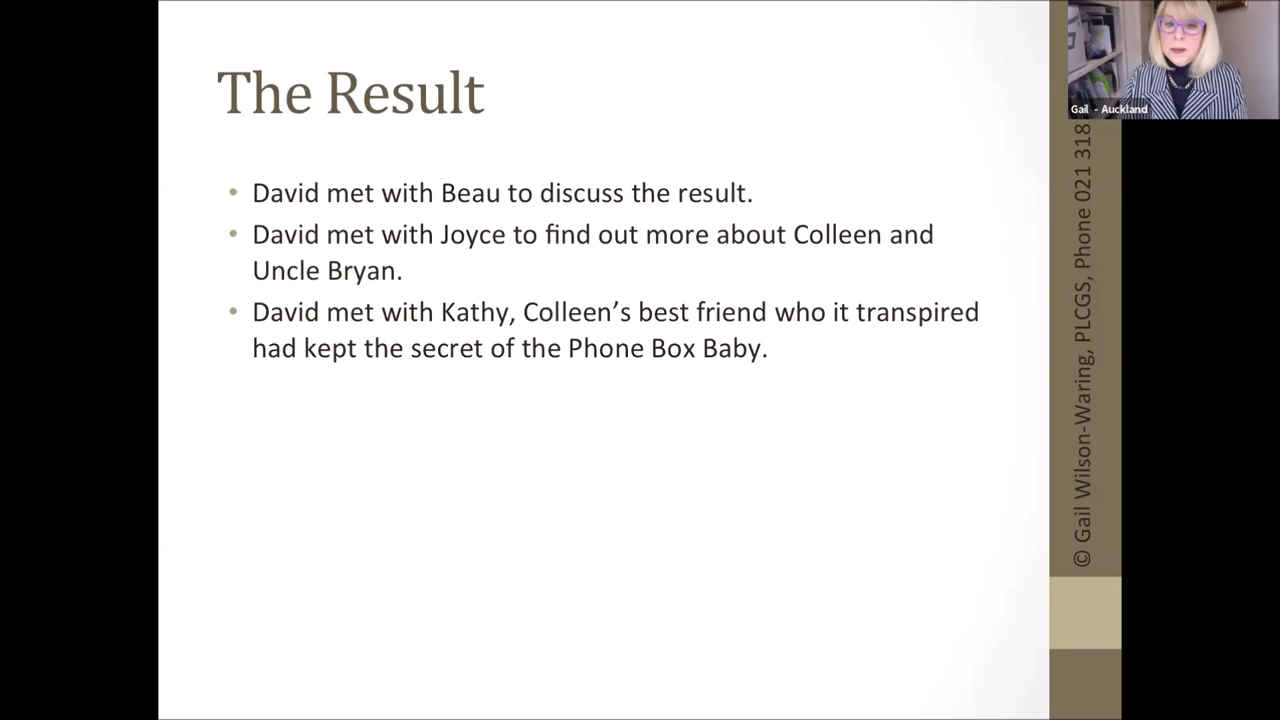 The Result
• David met with Beau to discuss the result.
• David met with Joyce to find out more about Colleen and
Uncle Bryan.
• David met with Kathy, Colleen’s best friend who it transpired
had kept the secret of the Phone Box Baby.
© Gail Wilson-Waring, PLCGS, Phone 021 318
Gail - Auckland